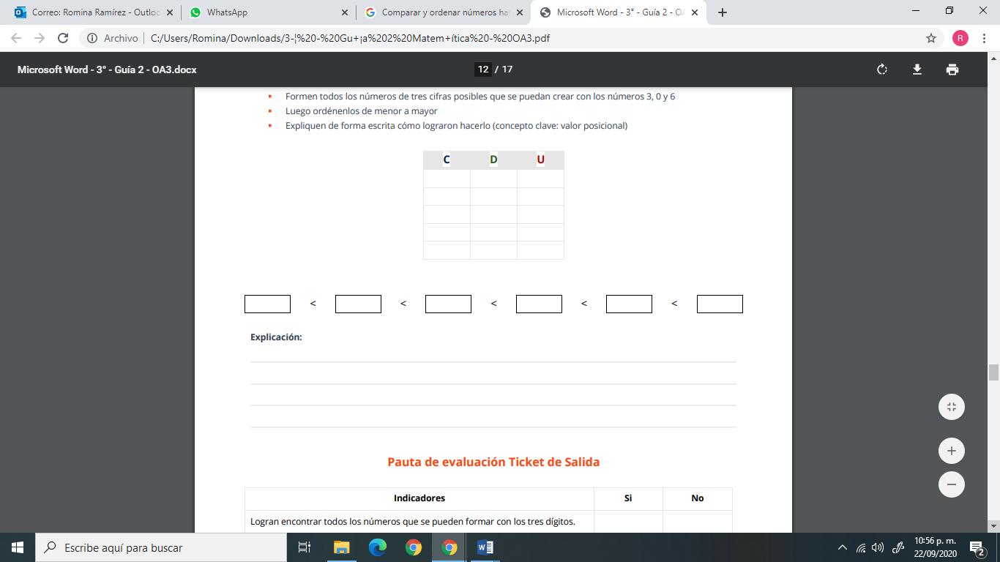 Correo: Romina Ramírez - Outloo
WhatsApp
Comparar y ordenar números ha
Microsoft Word - 3° - Guía 2 - O
Archivo
C:/Users/Romina/Downloads/3-¦%20-%20Gu+¡a%202%20Matem+ítica%20-%20OA3.pdf
R
Microsoft Word - 3° - Guía 2 - OA3.docx
12 / 17
Formen todos los números de tres cifras posibles que se puedan crear con los números 3, 0 y 6
Luego ordénenlos de menor a mayor
Expliquen de forma escrita cómo lograron hacerlo (concepto clave: valor posicional)
C D U
< < < < <
Explicación:
Pauta de evaluación Ticket de Salida
Indicadores Si No
Logran encontrar todos los números que se pueden formar con los tres dígitos.
Escribe aquí para buscar
10:56 p. m.
22/09/2020
2